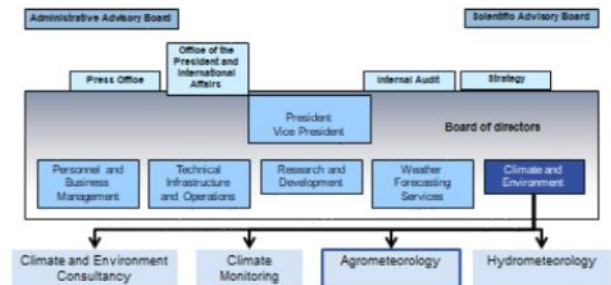 Administrative Advisory Board
Scientific Advisory Board
Office of the
President and
International
Affairs
Press Office
Internal Audit
Strategy
President
Vice President
Board of directors
Personnel and
Business
Management
Technical
Infrastructure
and Operations
Research and
Development
Weather
Forecasting
Services
Climate and
Environment
Climate and Environment
Consultancy
Climate
Monitoring
Agrometeorology
Hydrometeorology